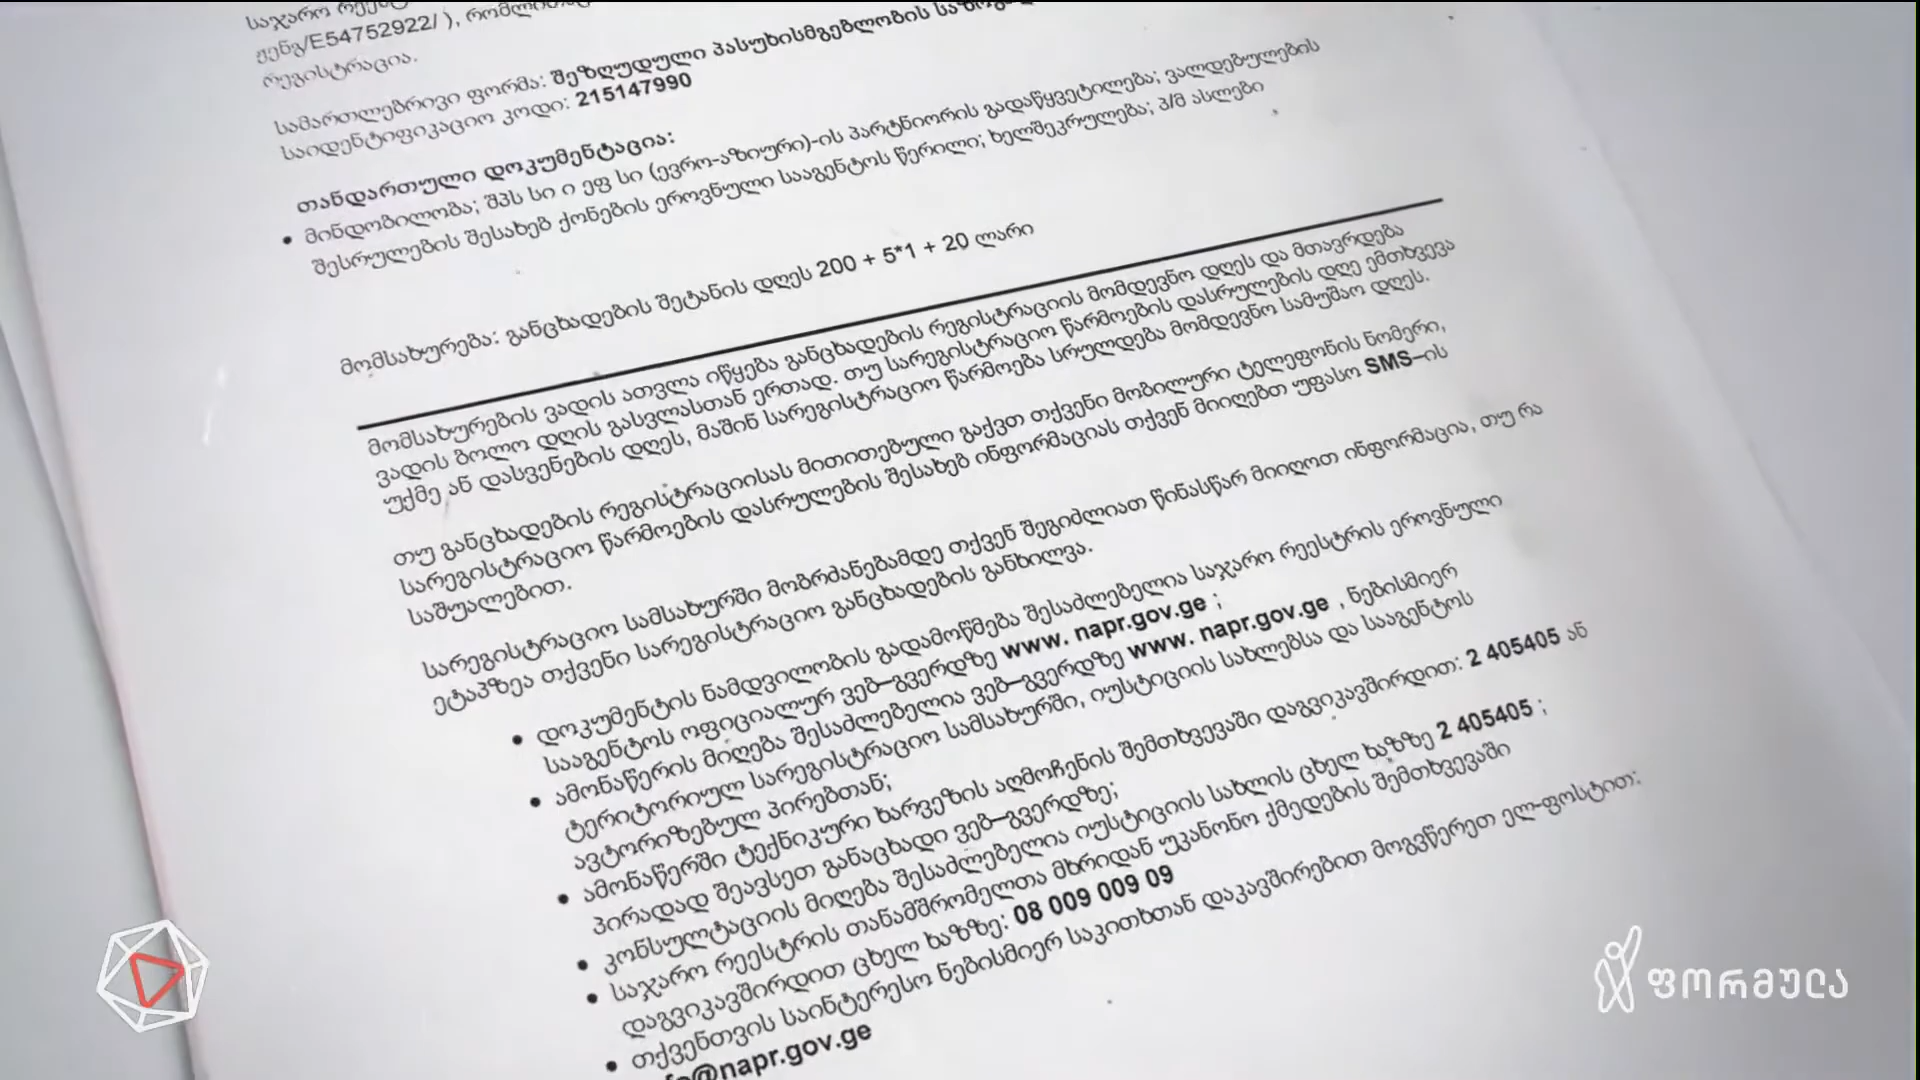 საჯარო
ჟენგ/E54752922/ ),
რეგისტრაცია.
სამართლებრივი ფორმა: შეზღუდული პასუხისმგებლობის
საიდენტიფიკაციო კოდი: 215147990
თანდართული დოკუმენტაცია:
• მინდობილობა; შპს სი ი ეფ სი (ევრო-აზიური)-ის პარტნიორის გადაწყვეტილება; ვალდებულების
შესრულების შესახებ ქონების ეროვნული სააგენტოს წერილი; ხელშეკრულება; პ/მ ასლები
მომსახურება: განცხადების შეტანის დღეს 200 + 5*1 + 20 ლარი
მომსახურების ვადის ათვლა იწყება განცხადების რეგისტრაციის მომდევნო დღეს და მთავრდება
ვადის ბოლო დღის გასვლასთან ერთად. თუ სარეგისტრაციო წარმოების დასრულების დღე ემთხვევა
უქმე ან დასვენების დღეს, მაშინ სარეგისტრაციო წარმოება სრულდება მომდევნო სამუშაო დღეს.
თუ განცხადების რეგისტრაციისას მითითებული გაქვთ თქვენი მობილური ტელეფონის ნომერი,
სარეგისტრაციო წარმოების დასრულების შესახებ ინფორმაციას თქვენ მიიღებთ უფასო SMS–ის
საშუალებით.
სარეგისტრაციო სამსახურში მობრძანებამდე თქვენ შეგიძლიათ წინასწარ მიიღოთ ინფორმაცია, თუ რა
ეტაპზეა თქვენი სარეგისტრაციო განცხადების განხილვა.
• დოკუმენტის ნამდვილობის გადამოწმება შესაძლებელია საჯარო რეესტრის ეროვნული
სააგენტოს ოფიციალურ ვებ–გვერდზე www. napr.gov.ge ;
• ამონაწერის მიღება შესაძლებელია ვებ–გვერდზე www. napr.gov.ge , ნებისმიერ
ტერიტორიულ სარეგისტრაციო სამსახურში, იუსტიციის სახლებსა და სააგენტოს
ავტორიზებულ პირებთან;
• ამონაწერში ტექნიკური ხარვეზის აღმოჩენის შემთხვევაში დაგვიკავშირდით: 2 405405 ან
პირადად შეავსეთ განაცხადი ვებ–გვერდზე;
• კონსულტაციის მიღება შესაძლებელია იუსტიციის სახლის ცხელ ხაზზე 2 405405 ;
• საჯარო რეესტრის თანამშრომელთა მხრიდან უკანონო ქმედების შემთხვევაში
დაგვიკავშირდით ცხელ ხაზზე: 08 009 009 09
• თქვენთვის საინტერესო ნებისმიერ საკითხთან დაკავშირებით მოგვწერეთ ელ-ფოსტით:
@napr.gov.ge
ფორმულა